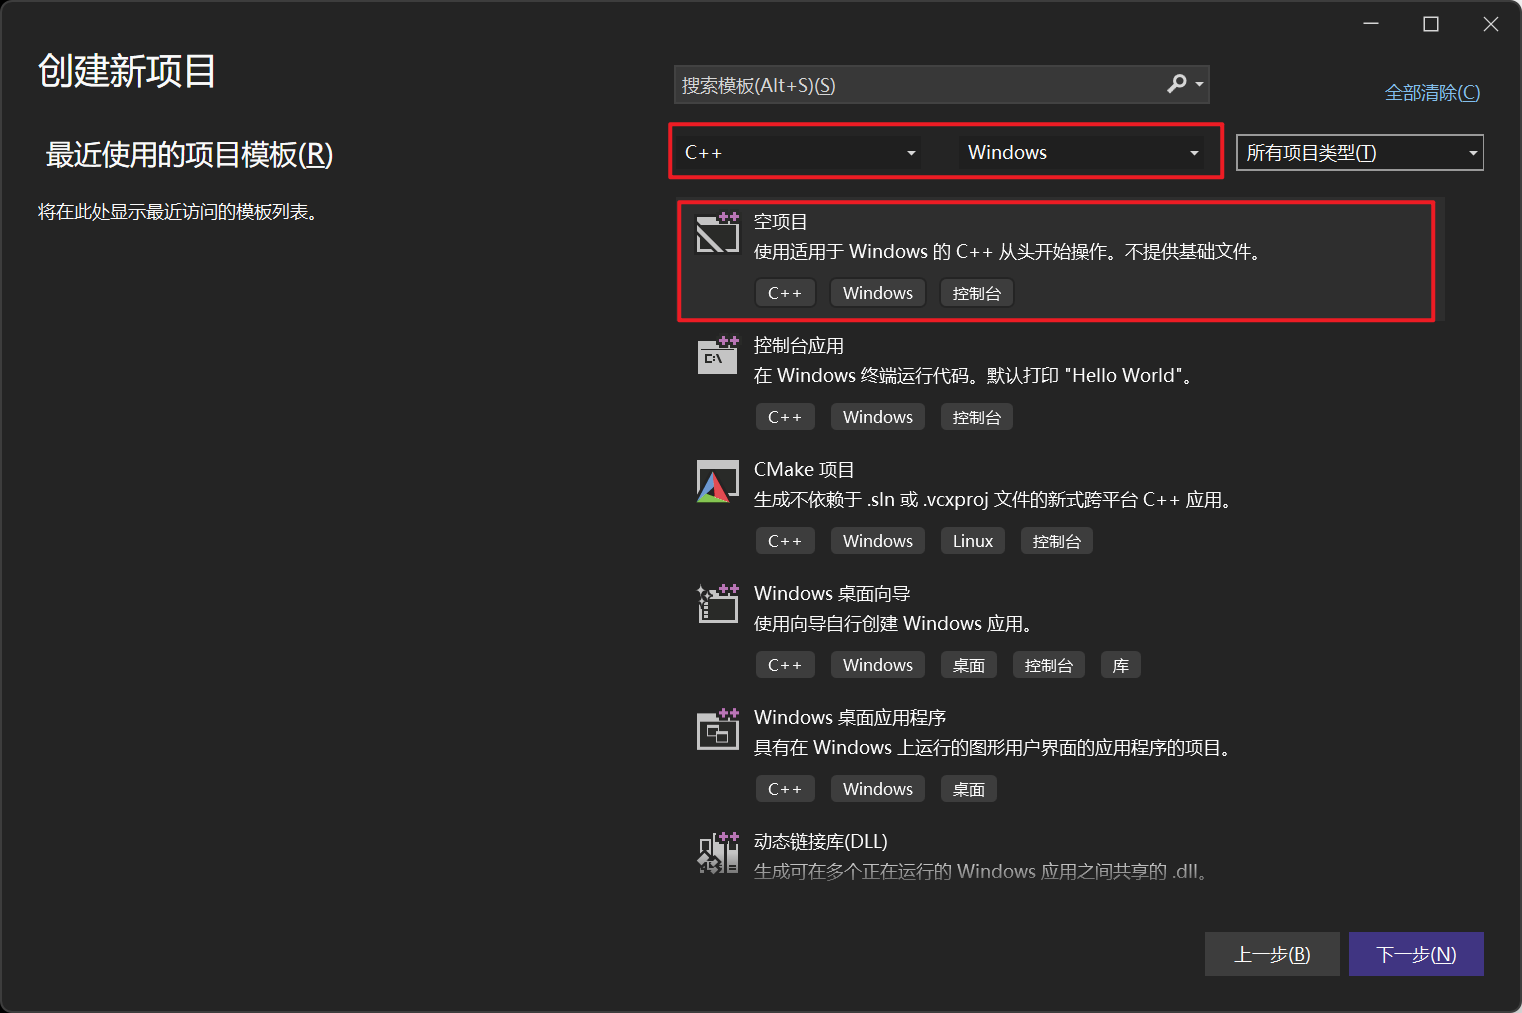 创建新项目
搜索模板(Alt+S)(S)
全部清除(C)
最近使用的项目模板(R)
将在此处显示最近访问的模板列表。
C++
Windows
所有项目类型(T)
空项目
使用适用于 Windows 的 C++ 从头开始操作。不提供基础文件。
C++ Windows 控制台
C:\
控制台应用
在 Windows 终端运行代码。默认打印 "Hello World"。
C++ Windows 控制台
CMake 项目
生成不依赖于 .sln 或 .vcxproj 文件的新式跨平台 C++ 应用。
C++ Windows Linux 控制台
Windows 桌面向导
使用向导自行创建 Windows 应用。
C++ Windows 桌面 控制台 库
Windows 桌面应用程序
具有在 Windows 上运行的图形用户界面的应用程序的项目。
C++ Windows 桌面
动态链接库(DLL)
生成可在多个正在运行的 Windows 应用之间共享的 .dll。
上一步(B)
下一步(N)